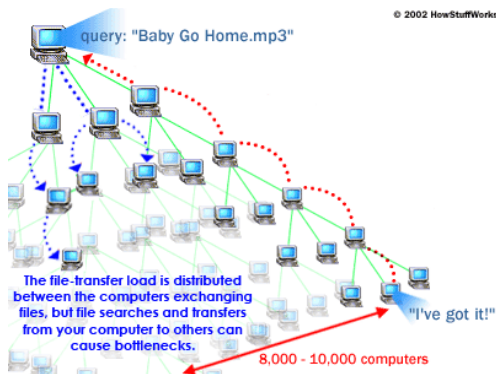 © 2002 HowStuffWorks
query: "Baby Go Home.mp3"
The file-transfer load is distributed
between the computers exchanging
files, but file searches and transfers
from your computer to others can
cause bottlenecks.
"I've got it!"
8,000 - 10,000 computers